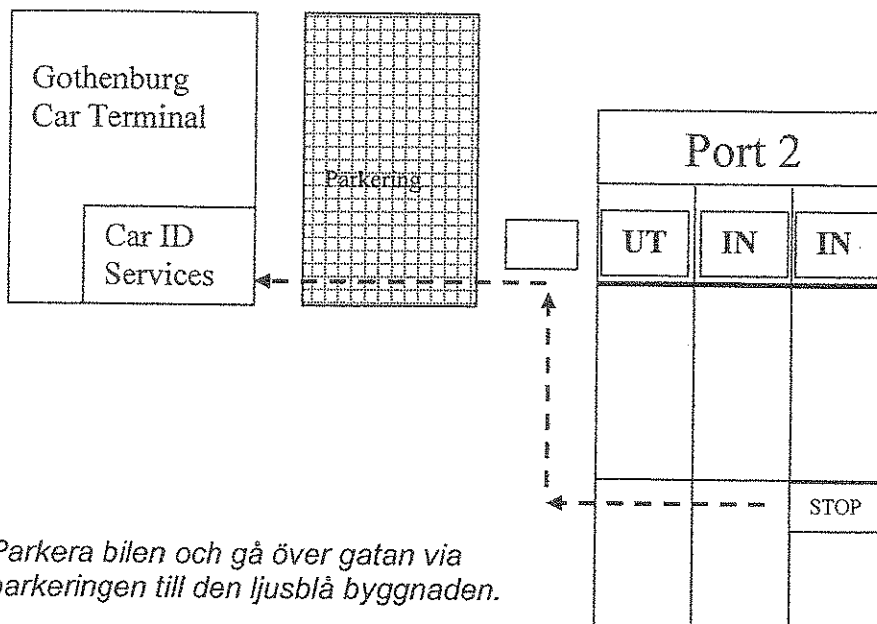 Gothenburg
Car Terminal
Car ID
Services
Parkering
Port 2
UT
IN
IN
STOP
Parkera bilen och gå över gatan via
parkeringen till den ljusblå byggnaden.